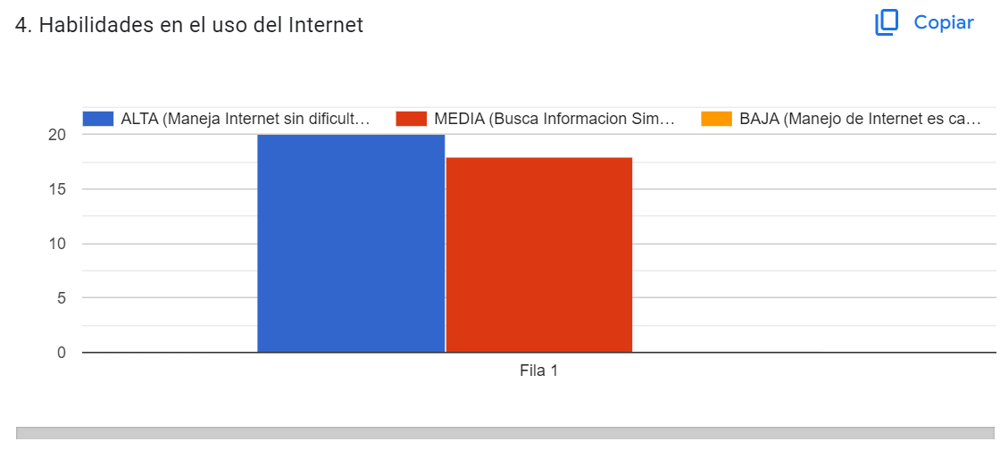 4. Habilidades en el uso del Internet
Copiar
ALTA (Maneja Internet sin dificult…
MEDIA (Busca Informacion Sim…
BAJA (Manejo de Internet es ca…
20
15
10
5
0
Fila 1